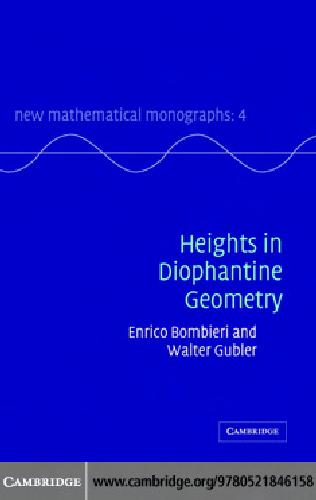 new mathematical monographs: 4
Heights in
Diophantine
Geometry
Enrico Bombieri and
Walter Gubler
CAMBRIDGE
CAMBRIDGE www.cambridge.org/9780521846158